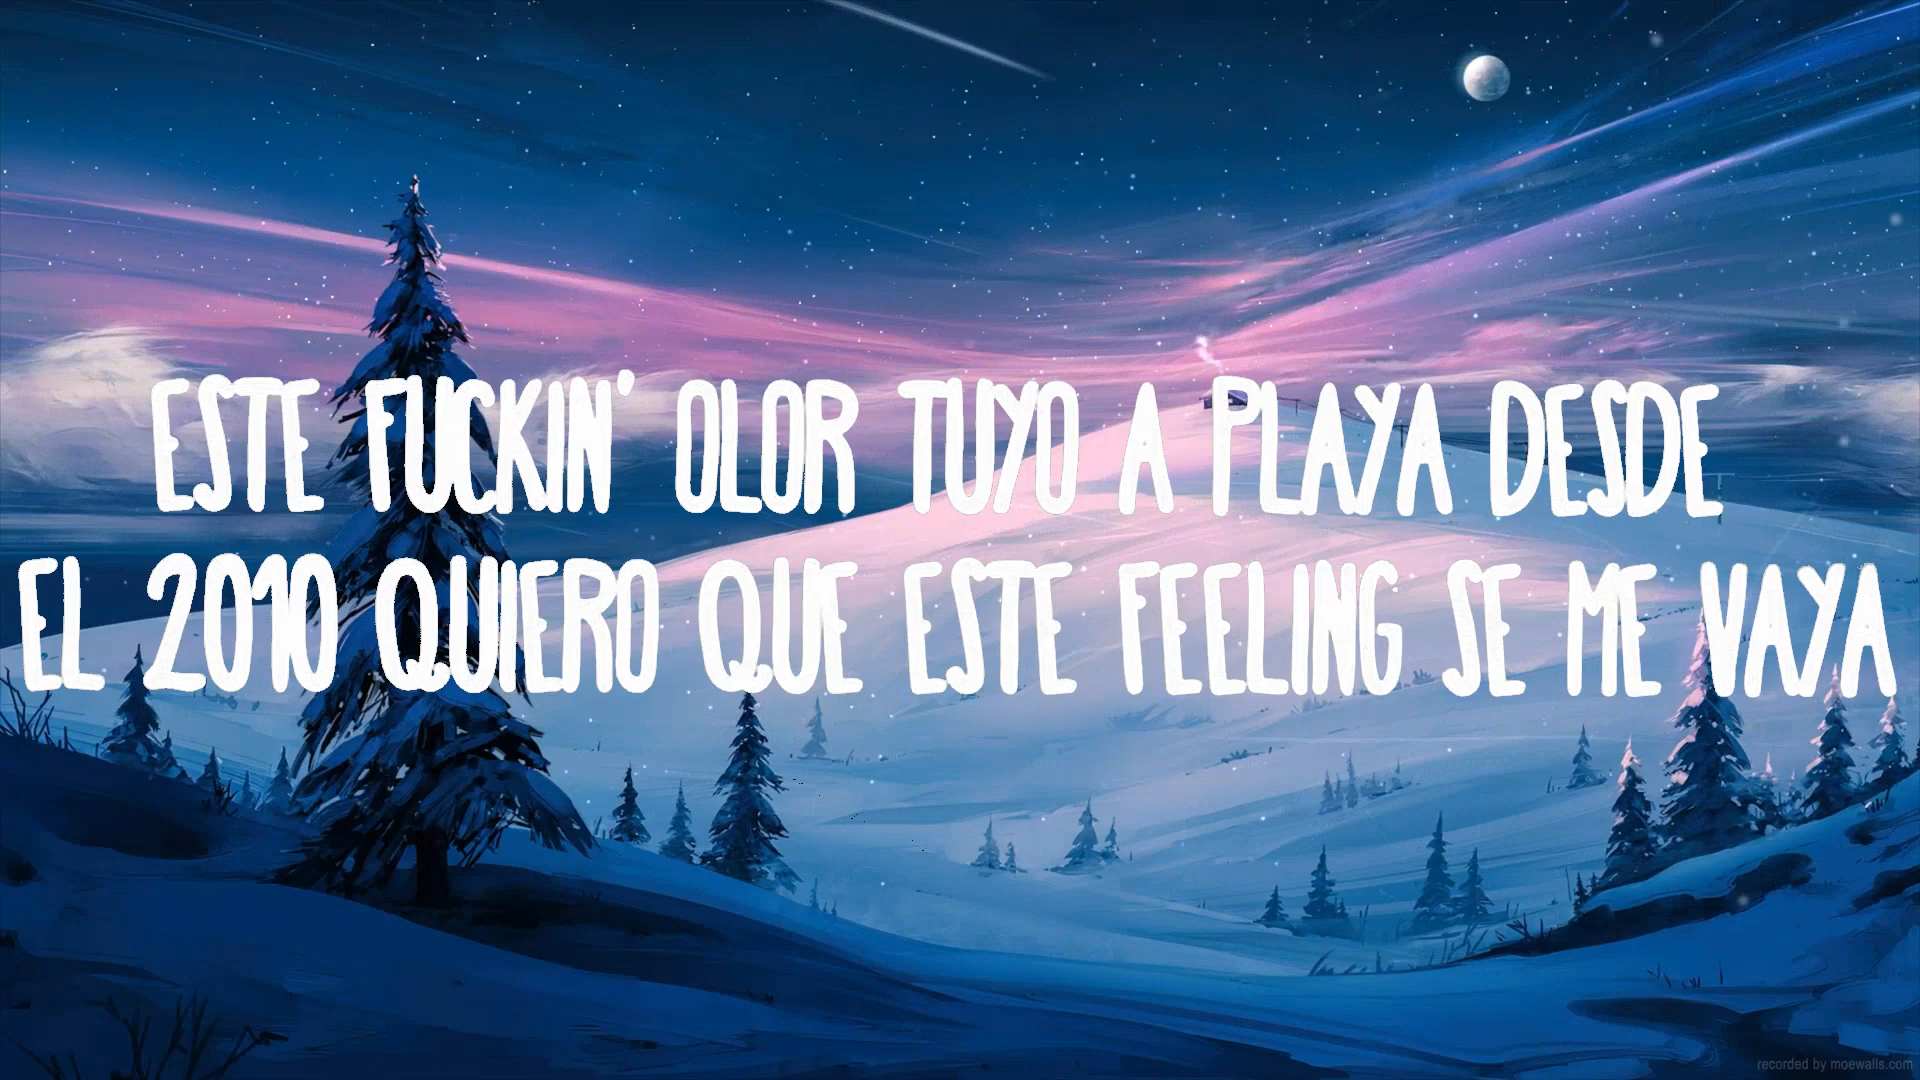 ESTE FUCKIN' OLOR TUYO A PLAYA DESDE
EL 2010 QUIERO QUE ESTE FEELING SE ME VAYA
recorded by moewalls.com